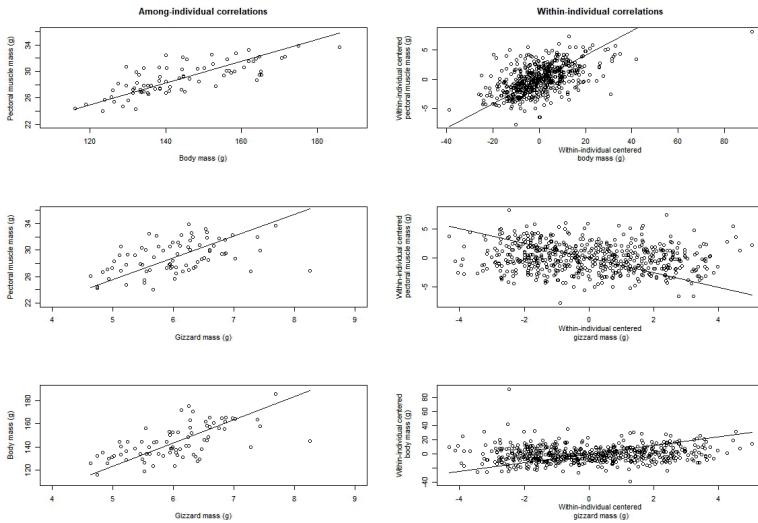 Among-individual correlations
Pectoral muscle mass (g)
34
30
26
22
120
140
160
180
Body mass (g)
Within-individual correlations
Within-individual centered
pectoral muscle mass (g)
5
0
-5
-40
-20
0
20
40
60
80
Within-individual centered
body mass (g)
Pectoral muscle mass (g)
34
30
26
22
4
5
6
7
8
9
Gizzard mass (g)
Within-individual centered
pectoral muscle mass (g)
5
0
-5
-4
-2
0
2
4
Within-individual centered
gizzard mass (g)
Body mass (g)
180
160
140
120
4
5
6
7
8
9
Gizzard mass (g)
Within-individual centered
body mass (g)
80
60
40
20
0
-40
-4
-2
0
2
4
Within-individual centered
gizzard mass (g)